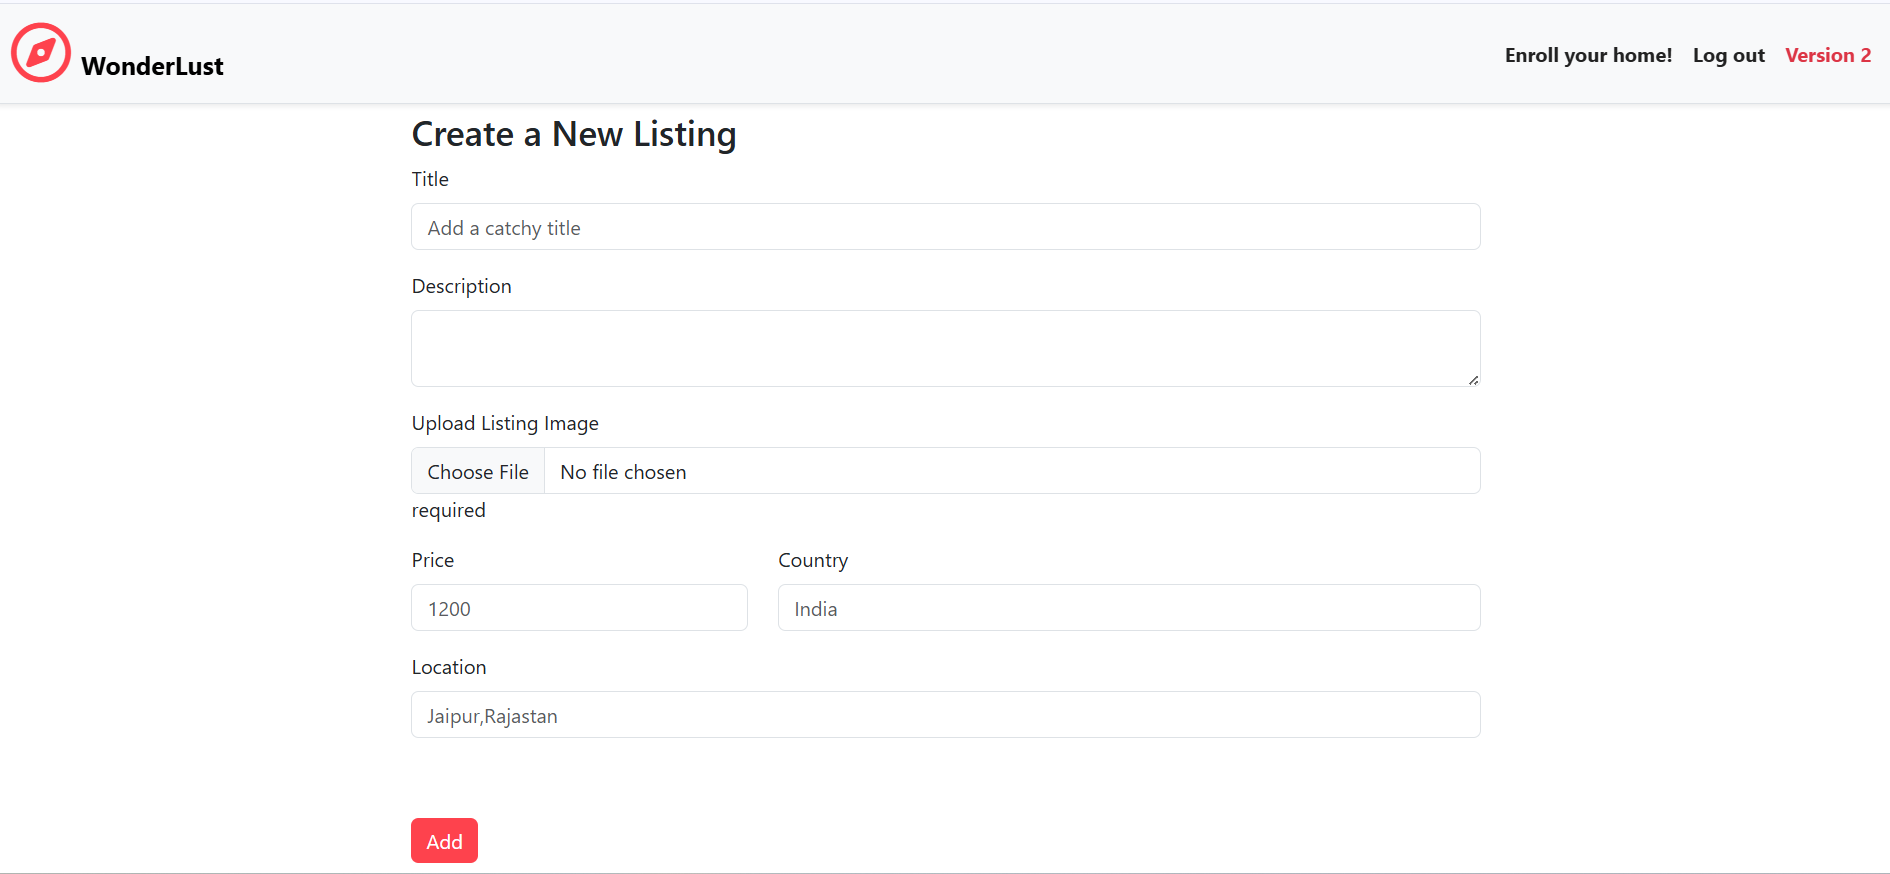 WonderLust
Enroll your home! Log out Version 2
Create a New Listing
Title
Add a catchy title
Description
Upload Listing Image
Choose File No file chosen
required
Price Country
1200 India
Location
Jaipur,Rajastan
Add